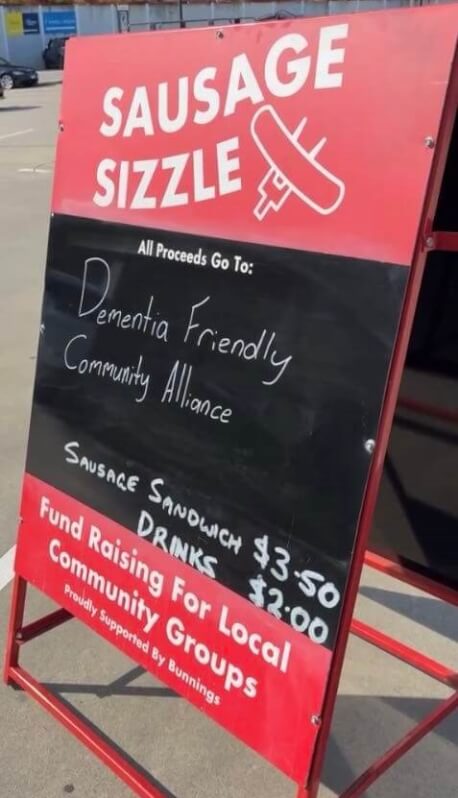 SAUSAGE
SIZZLE
All Proceeds Go To:
Dementia Friendly
Community Alliance
SAUSAGE SANDWICH $3.50
DRINKS $2.00
Fund Raising For Local
Community Groups
Proudly Supported By Bunnings